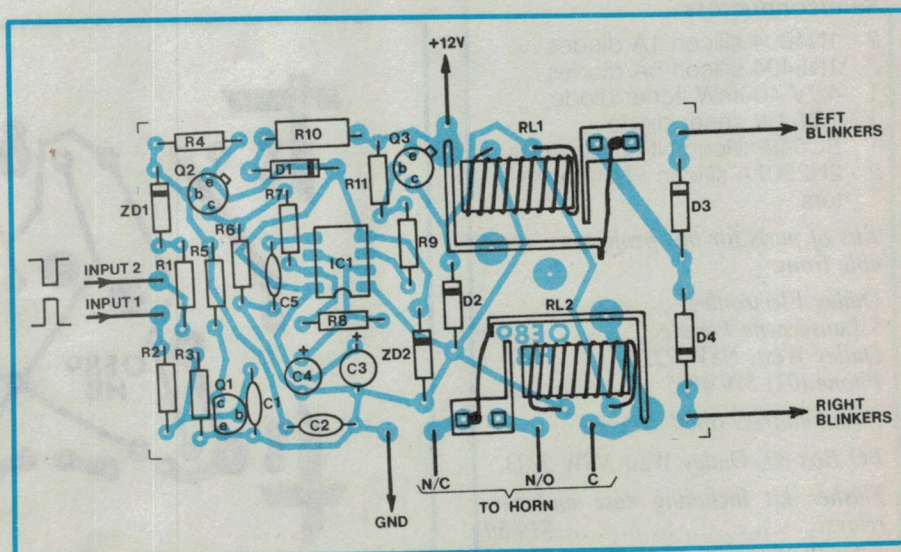 +12V
RL1
LEFT
BLINKERS
R4
R10
Q3
e
b
c
Q2
e
b
c
D1
R11
ZD1
R7
D3
R6
R9
IC1
R1
R5
INPUT 2
INPUT 1
C5
D2
RL2
R8
OE89
D4
R2
R3
ZD2
+
+
C4
C3
Q1
c
b
e
C1
C2
RIGHT
BLINKERS
N/C
N/O
C
TO HORN
GND